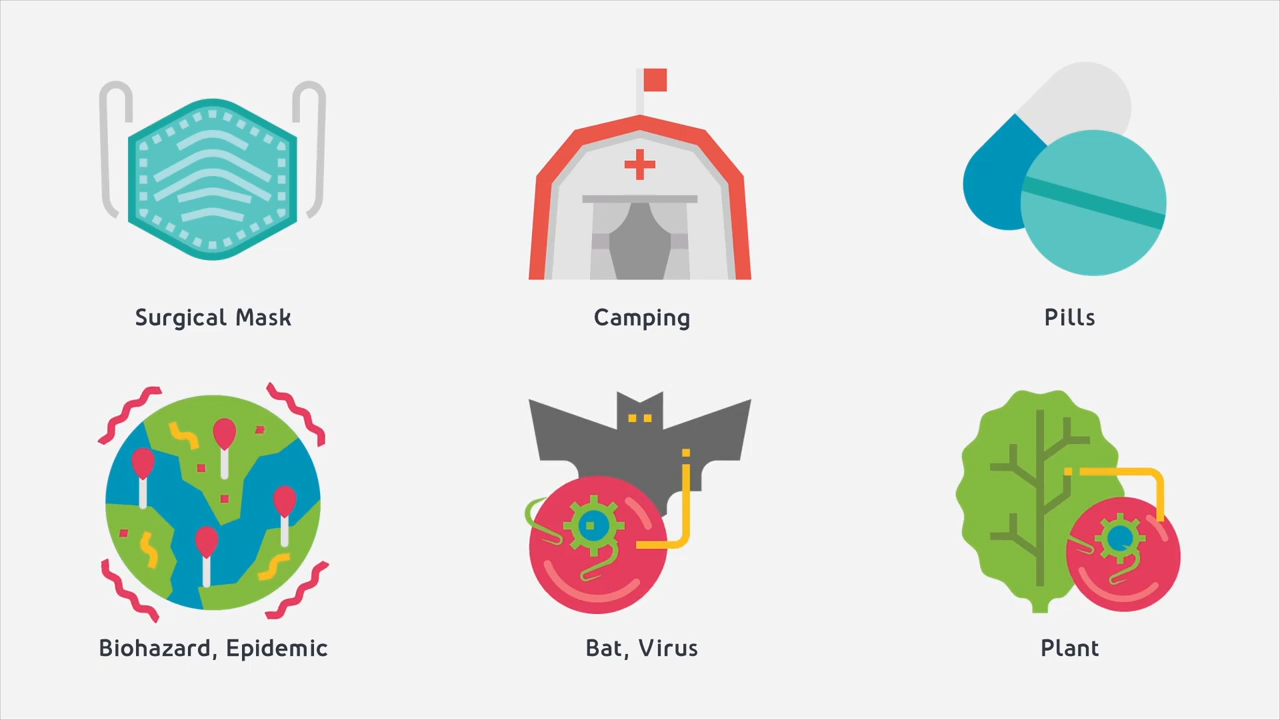 Surgical Mask
Camping
Pills
Biohazard, Epidemic
Bat, Virus
Plant